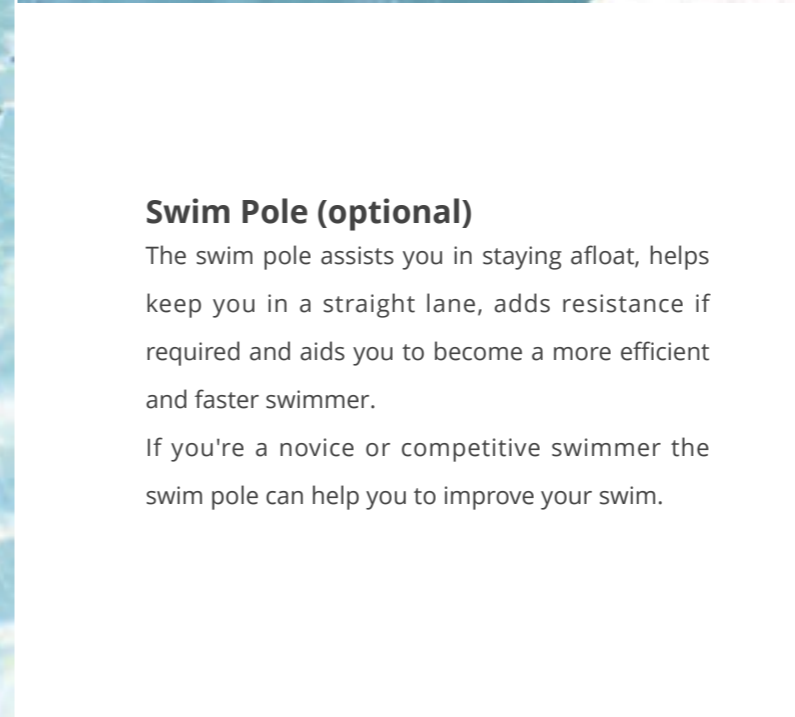 Swim Pole (optional)
The swim pole assists you in staying afloat, helps
keep you in a straight lane, adds resistance if
required and aids you to become a more efficient
and faster swimmer.
If you're a novice or competitive swimmer the
swim pole can help you to improve your swim.